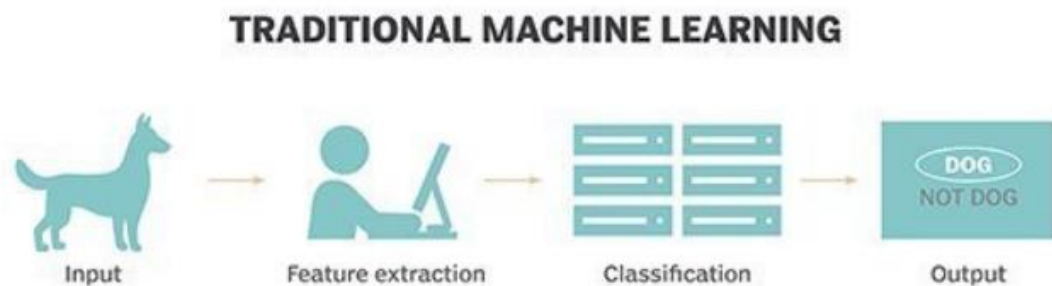 TRADITIONAL MACHINE LEARNING
DOG
NOT DOG
Input
Feature extraction
Classification
Output